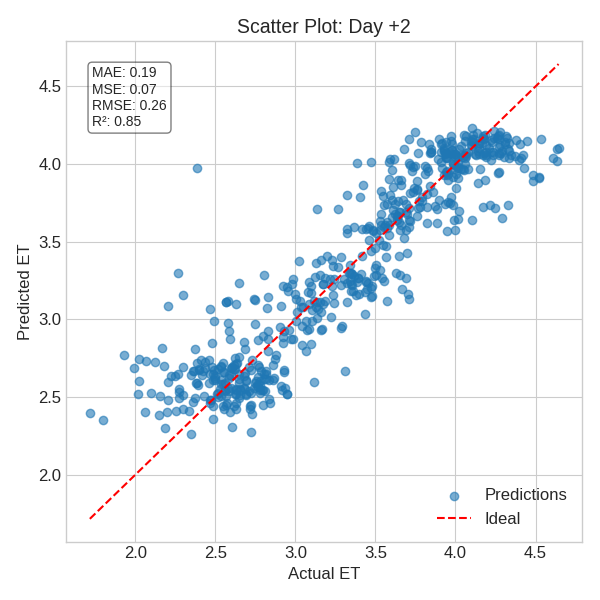 Scatter Plot: Day +2
MAE: 0.19
MSE: 0.07
RMSE: 0.26
R²: 0.85
4.5
4.0
3.5
3.0
2.5
2.0
Predicted ET
Predictions
Ideal
2.0 2.5 3.0 3.5 4.0 4.5
Actual ET